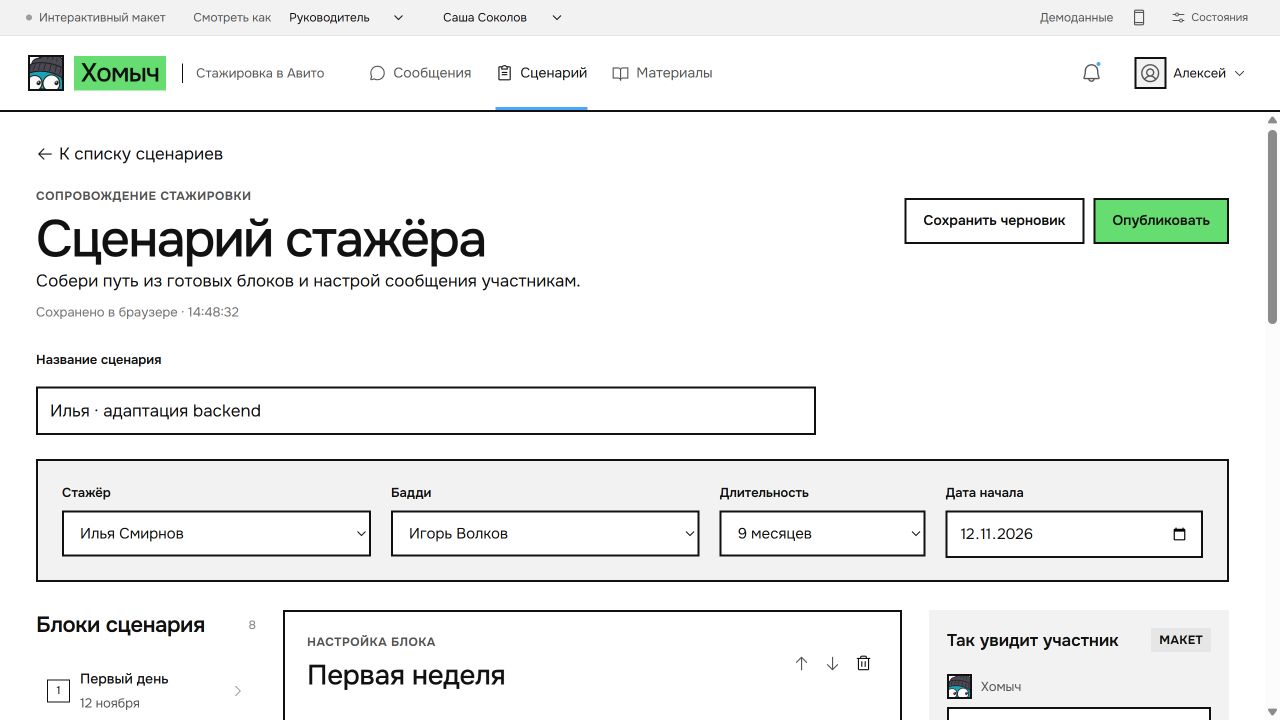 Интерактивный макет Смотреть как Руководитель Саша Соколов Демоданные Состояния
Хомыч Стажировка в Авито Сообщения Сценарий Материалы Алексей
К списку сценариев
СОПРОВОЖДЕНИЕ СТАЖИРОВКИ
Сценарий стажёра
Сохранить черновик Опубликовать
Собери путь из готовых блоков и настрой сообщения участникам.
Сохранено в браузере · 14:48:32
Название сценария
Илья · адаптация backend
Стажёр Бадди Длительность Дата начала
Илья Смирнов Игорь Волков 9 месяцев 12.11.2026
Блоки сценария 8
НАСТРОЙКА БЛОКА
Первая неделя
Так увидит участник МАКЕТ
Хомыч
1 Первый день
12 ноября